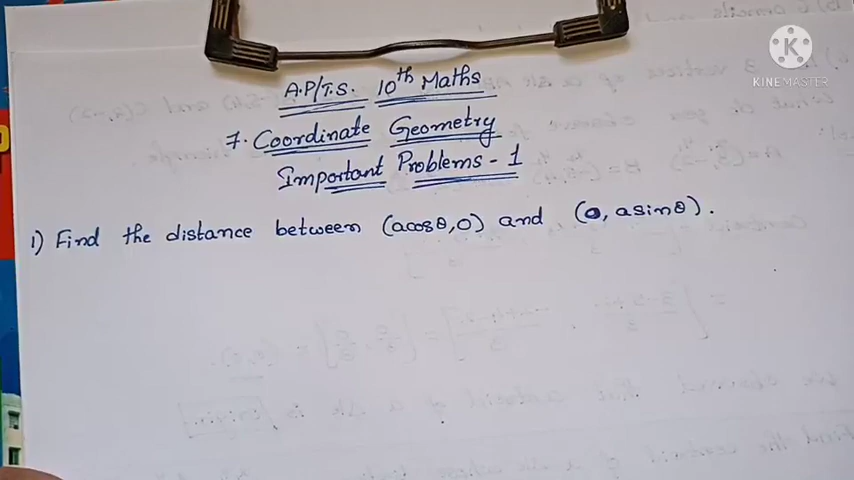 K
KINEMASTER
A.P/T.S. 10th Maths
7. Coordinate Geometry
Important Problems - 1
1) Find the distance between (acosθ,0) and (0, asinθ).